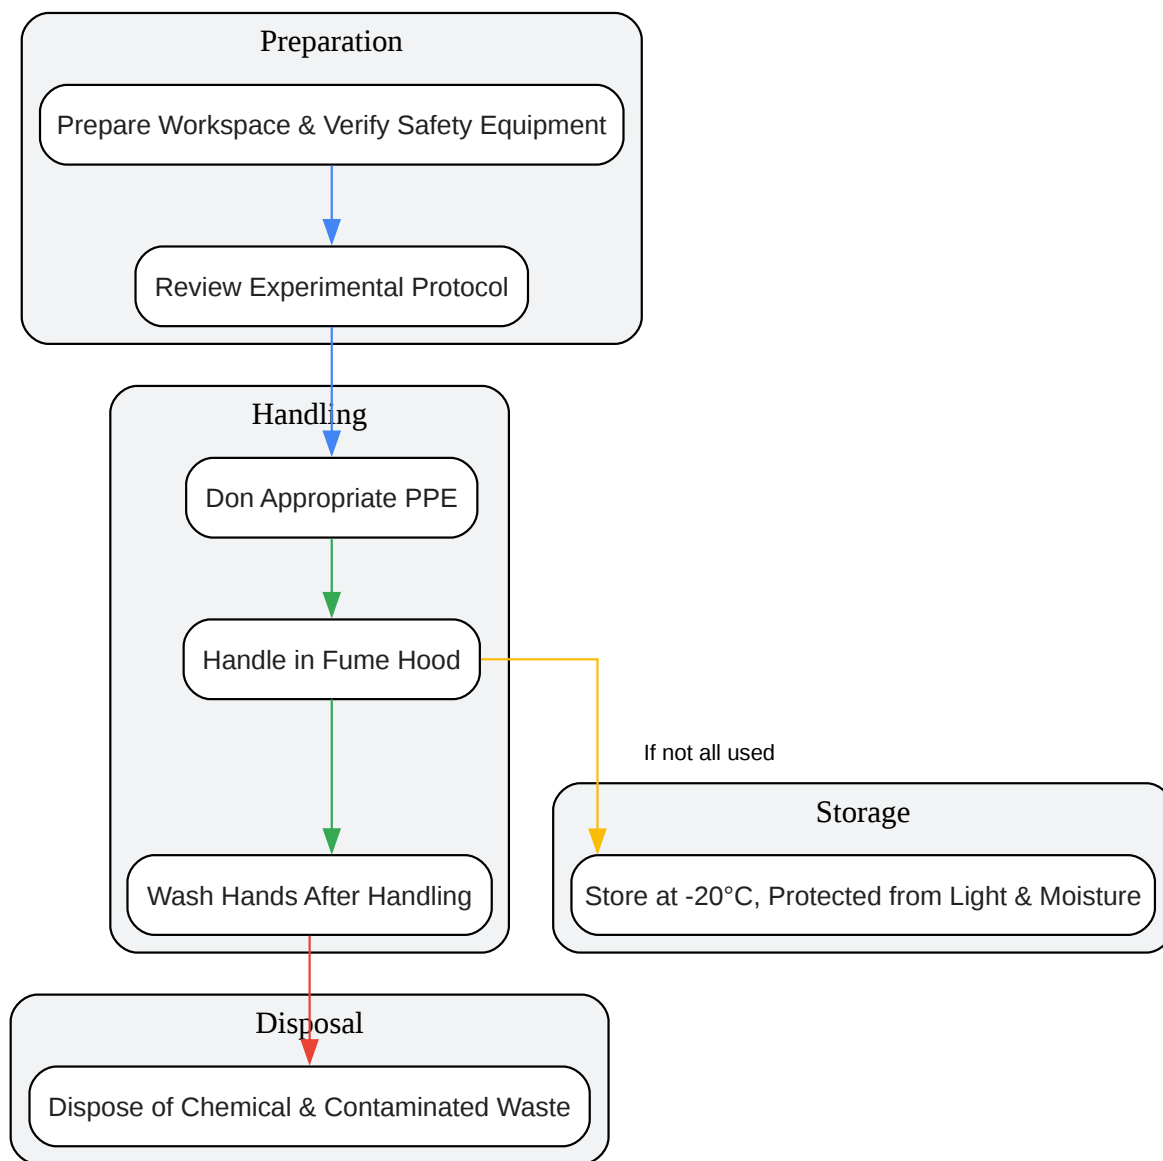 Preparation
Prepare Workspace & Verify Safety Equipment
Review Experimental Protocol
Handling
Don Appropriate PPE
Handle in Fume Hood
If not all used
Storage
Wash Hands After Handling
Store at -20°C, Protected from Light & Moisture
Disposal
Dispose of Chemical & Contaminated Waste